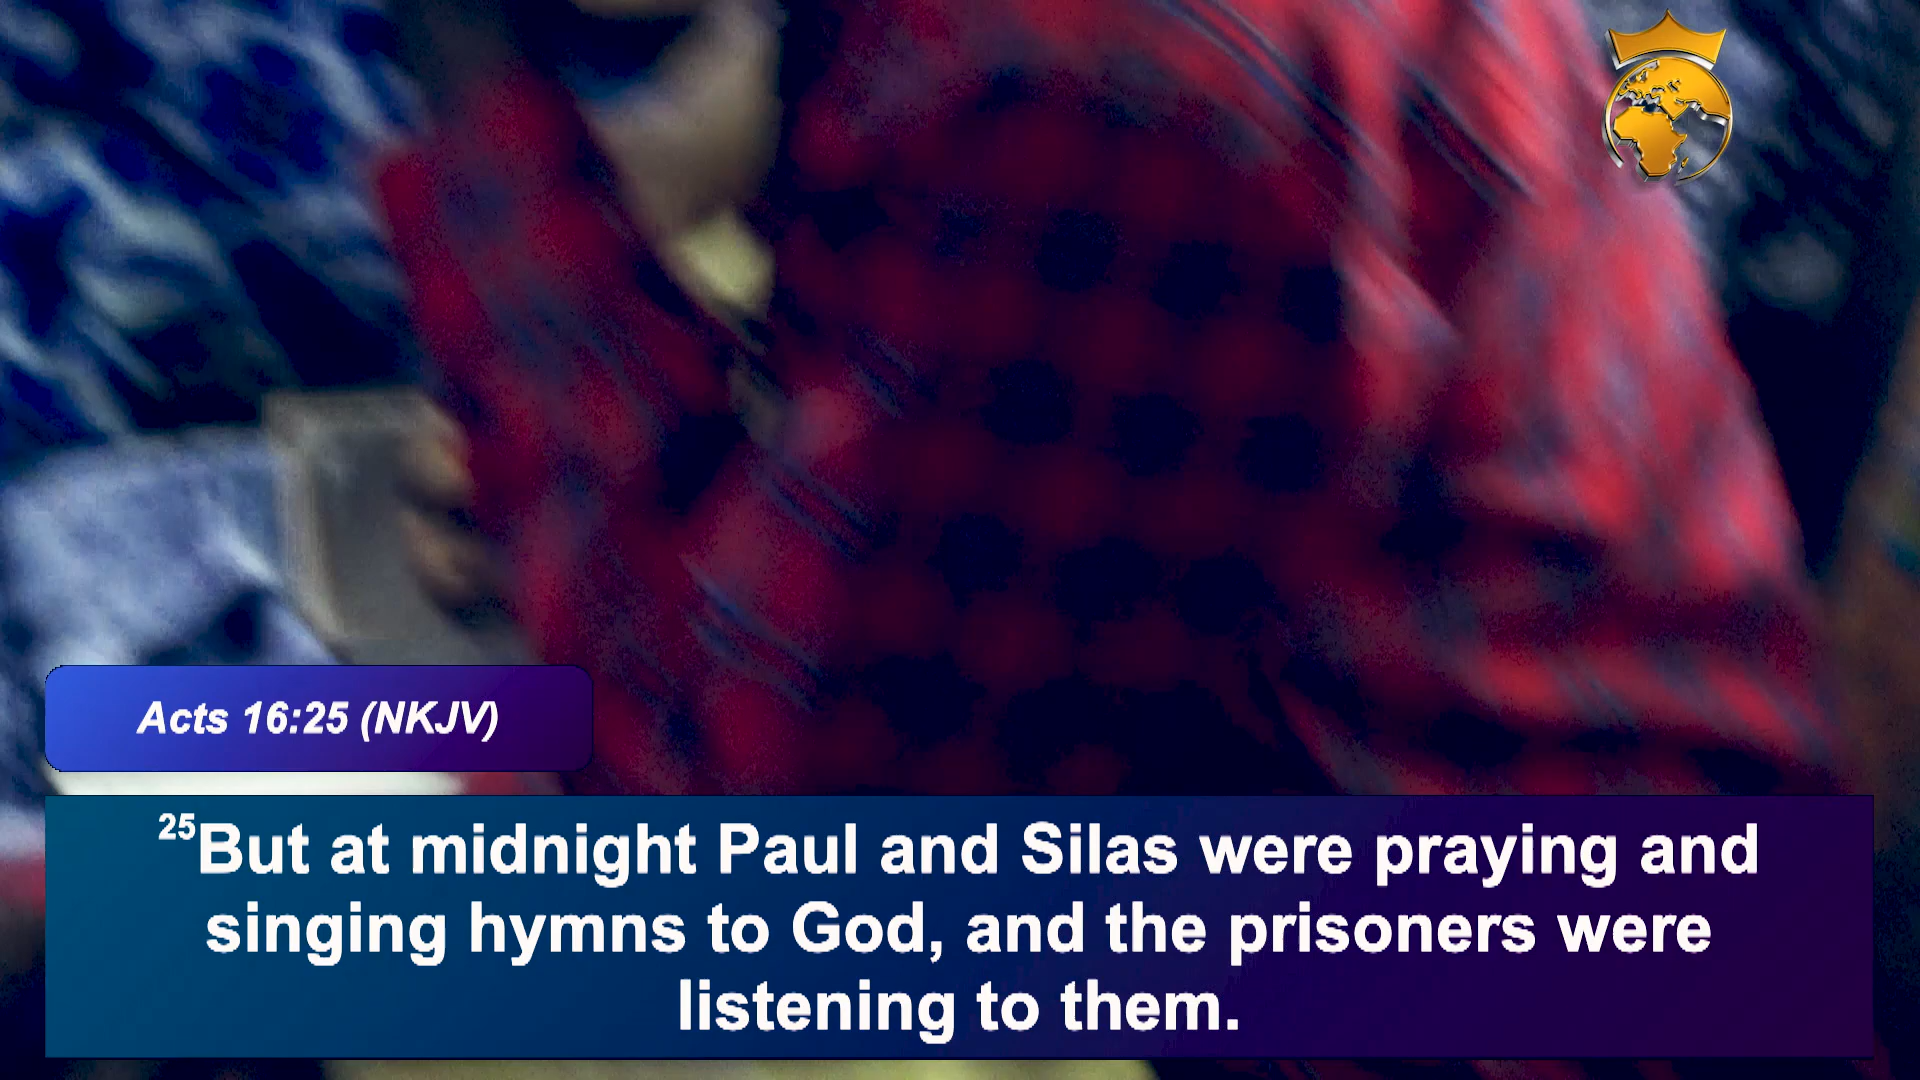 Acts 16:25 (NKJV)
25But at midnight Paul and Silas were praying and
singing hymns to God, and the prisoners were
listening to them.